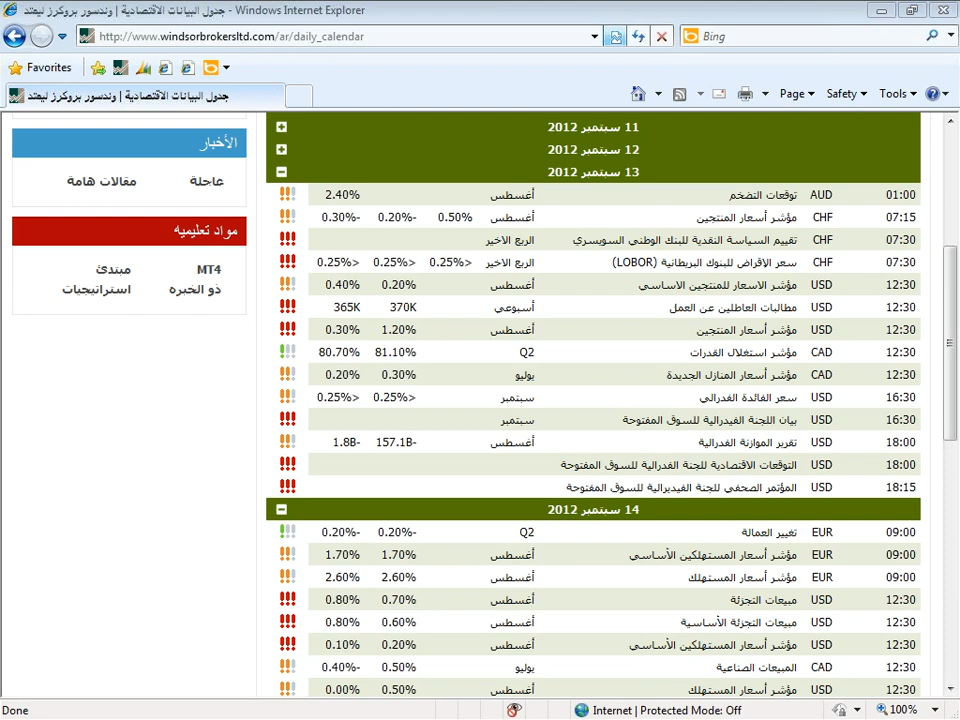 جدول البيانات الاقتصادية | وندسور بروكرز ليمتد - Windows Internet Explorer
http://www.windsorbrokersltd.com/ar/daily_calendar
Bing
Favorites
جدول البيانات الاقتصادية | وندسور بروكرز ليمتد
Page Safety Tools
الأخبار
عاجلة مقالات هامة
مواد تعليميه
MT4 مبتدئ
ذو الخبره استراتيجيات
11 سبتمبر 2012
12 سبتمبر 2012
13 سبتمبر 2012
01:00 AUD توقعات التضخم أغسطس 2.40%
07:15 CHF مؤشر أسعار المنتجين أغسطس 0.50% -0.20% -0.30%
07:30 CHF تقييم السياسة النقدية للبنك الوطني السويسري الربع الاخير
07:30 CHF سعر الإقراض للبنوك البريطانية (LOBOR) الربع الاخير <0.25% <0.25% <0.25%
12:30 USD مؤشر الاسعار للمنتجين الاساسي أغسطس 0.20% 0.40%
12:30 USD مطالبات العاطلين عن العمل أسبوعي 370K 365K
12:30 USD مؤشر أسعار المنتجين أغسطس 1.20% 0.30%
12:30 CAD مؤشر استغلال القدرات Q2 81.10% 80.70%
12:30 CAD مؤشر أسعار المنازل الجديدة يوليو 0.30% 0.20%
16:30 USD سعر الفائدة الفدرالي سبتمبر <0.25% <0.25%
16:30 USD بيان اللجنة الفيدرالية للسوق المفتوحة سبتمبر
18:00 USD تقرير الموازنة الفدرالية أغسطس -157.1B -1.8B
18:00 USD التوقعات الاقتصادية للجنة الفدرالية للسوق المفتوحة
18:15 USD المؤتمر الصحفي للجنة الفيديرالية للسوق المفتوحة
14 سبتمبر 2012
09:00 EUR تغيير العمالة Q2 -0.20% -0.20%
09:00 EUR مؤشر أسعار المستهلكين الأساسي أغسطس 1.70% 1.70%
09:00 EUR مؤشر أسعار المستهلك أغسطس 2.60% 2.60%
12:30 USD مبيعات التجزئة أغسطس 0.70% 0.80%
12:30 USD مبيعات التجزئة الأساسية أغسطس 0.60% 0.80%
12:30 USD مؤشر أسعار المستهلكين الأساسي أغسطس 0.20% 0.10%
12:30 CAD المبيعات الصناعية يوليو 0.50% -0.40%
12:30 USD مؤشر أسعار المستهلك أغسطس 0.50% 0.00%
Done
Internet | Protected Mode: Off
100%